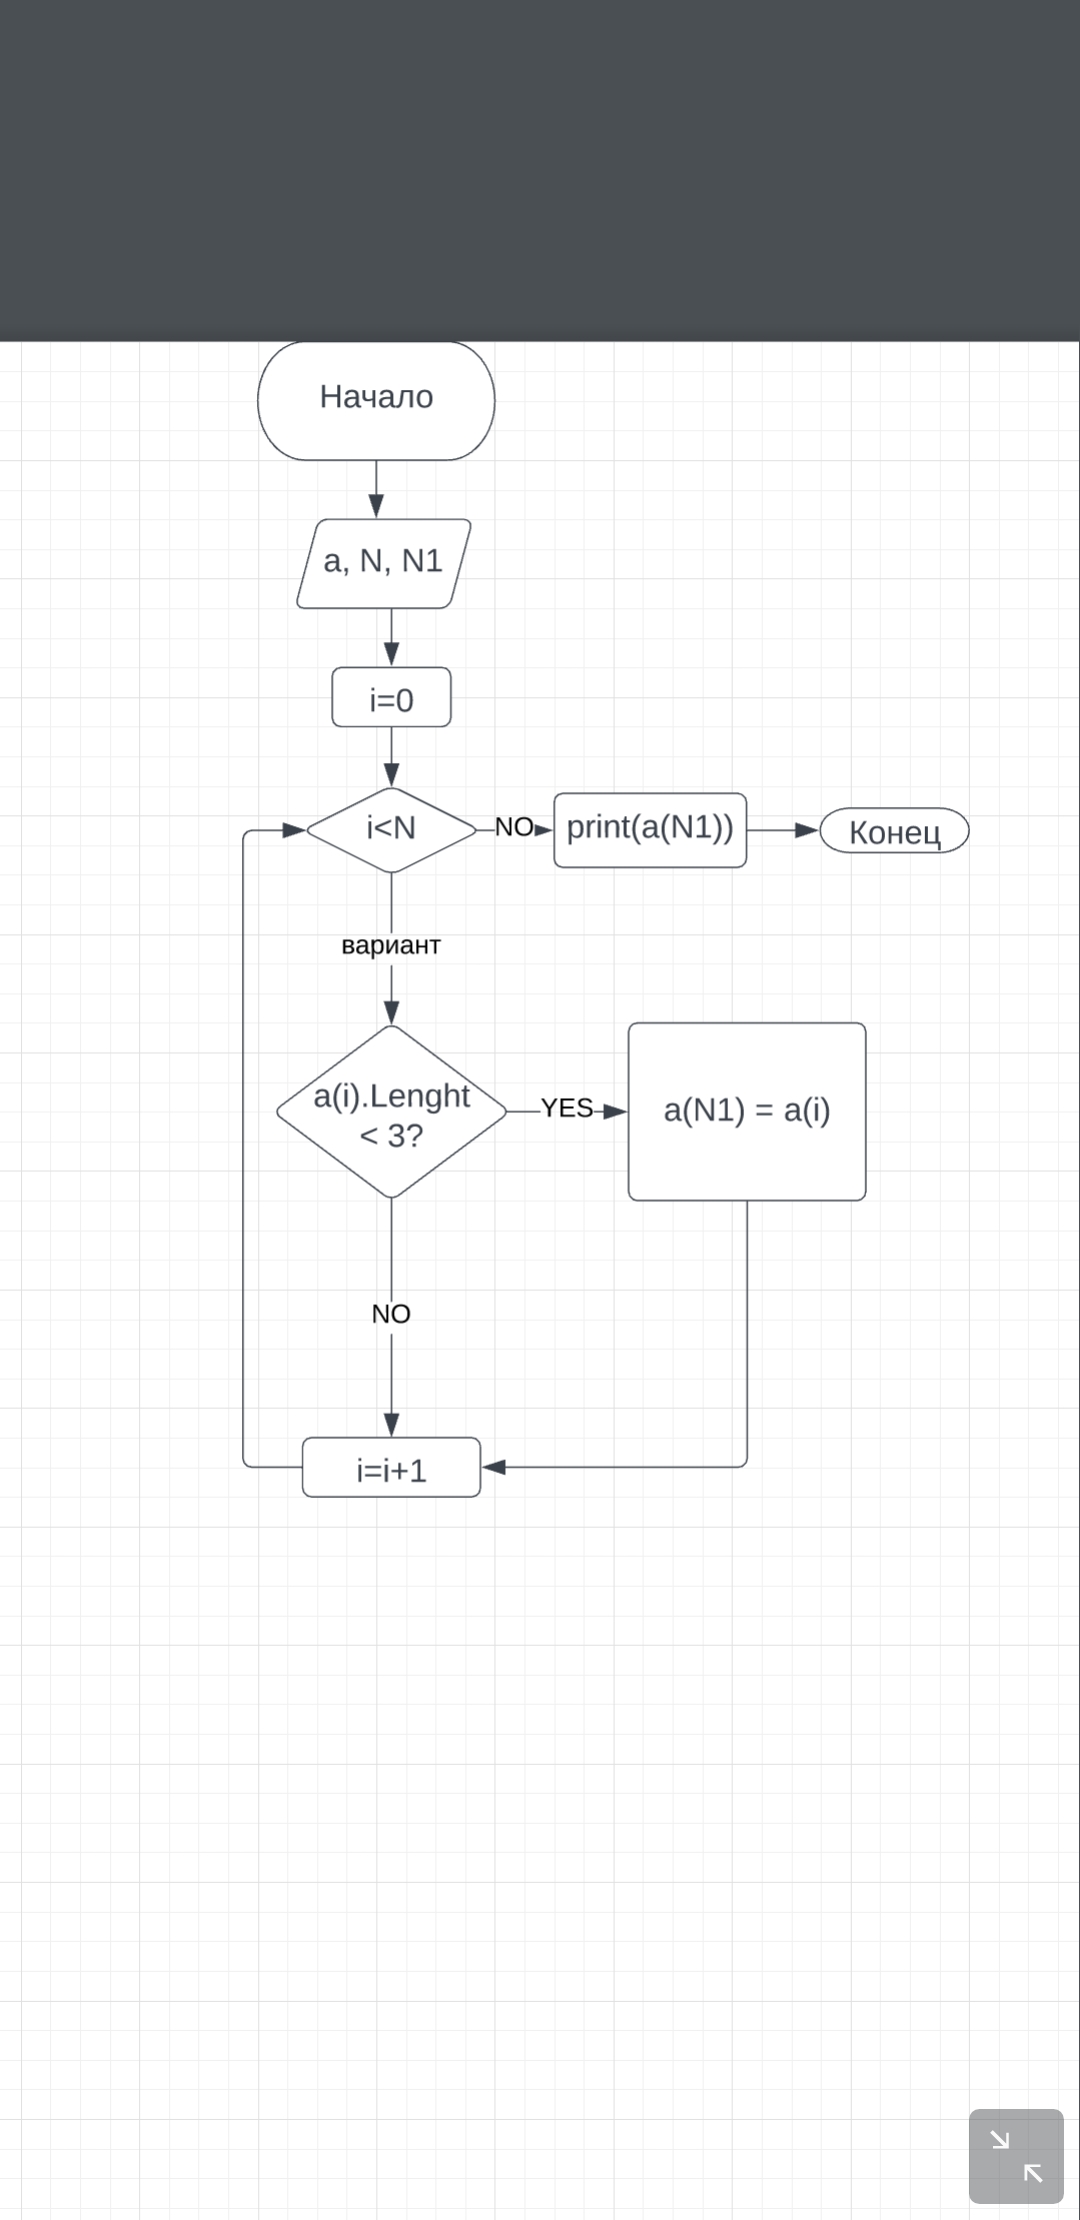 Начало
a, N, N1
i=0
i<N
NO
print(a(N1))
Конец
вариант
a(i).Lenght
< 3?
YES
a(N1) = a(i)
NO
i=i+1